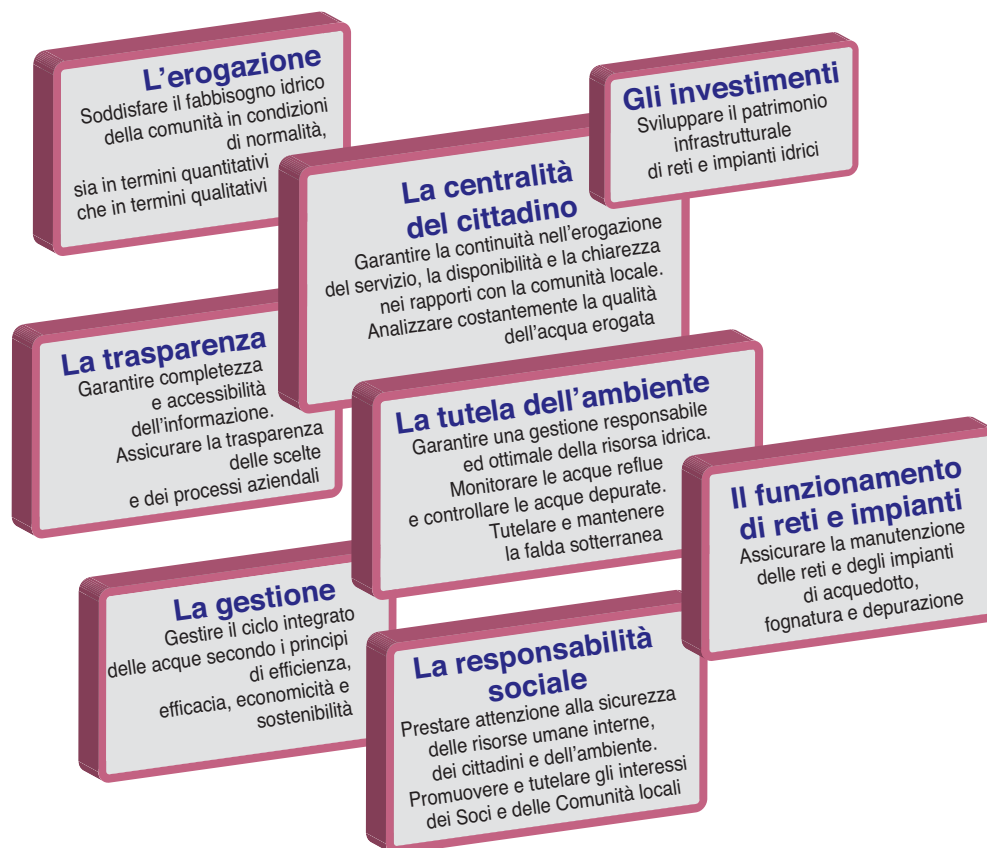 L'erogazione
Soddisfare il fabbisogno idrico
della comunità in condizioni
di normalità,
sia in termini quantitativi
che in termini qualitativi
Gli investimenti
Sviluppare il patrimonio
infrastrutturale
di reti e impianti idrici
La centralità
del cittadino
Garantire la continuità nell'erogazione
del servizio, la disponibilità e la chiarezza
nei rapporti con la comunità locale.
Analizzare costantemente la qualità
dell'acqua erogata
La trasparenza
Garantire completezza
e accessibilità
dell'informazione.
Assicurare la trasparenza
delle scelte
e dei processi aziendali
La tutela dell'ambiente
Garantire una gestione responsabile
ed ottimale della risorsa idrica.
Monitorare le acque reflue
e controllare le acque depurate.
Tutelare e mantenere
la falda sotterranea
Il funzionamento
di reti e impianti
Assicurare la manutenzione
delle reti e degli impianti
di acquedotto,
fognatura e depurazione
La gestione
Gestire il ciclo integrato
delle acque secondo i principi
di efficienza,
efficacia, economicità e
sostenibilità
La responsabilità
sociale
Prestare attenzione alla sicurezza
delle risorse umane interne,
dei cittadini e dell'ambiente.
Promuovere e tutelare gli interessi
dei Soci e delle Comunità locali